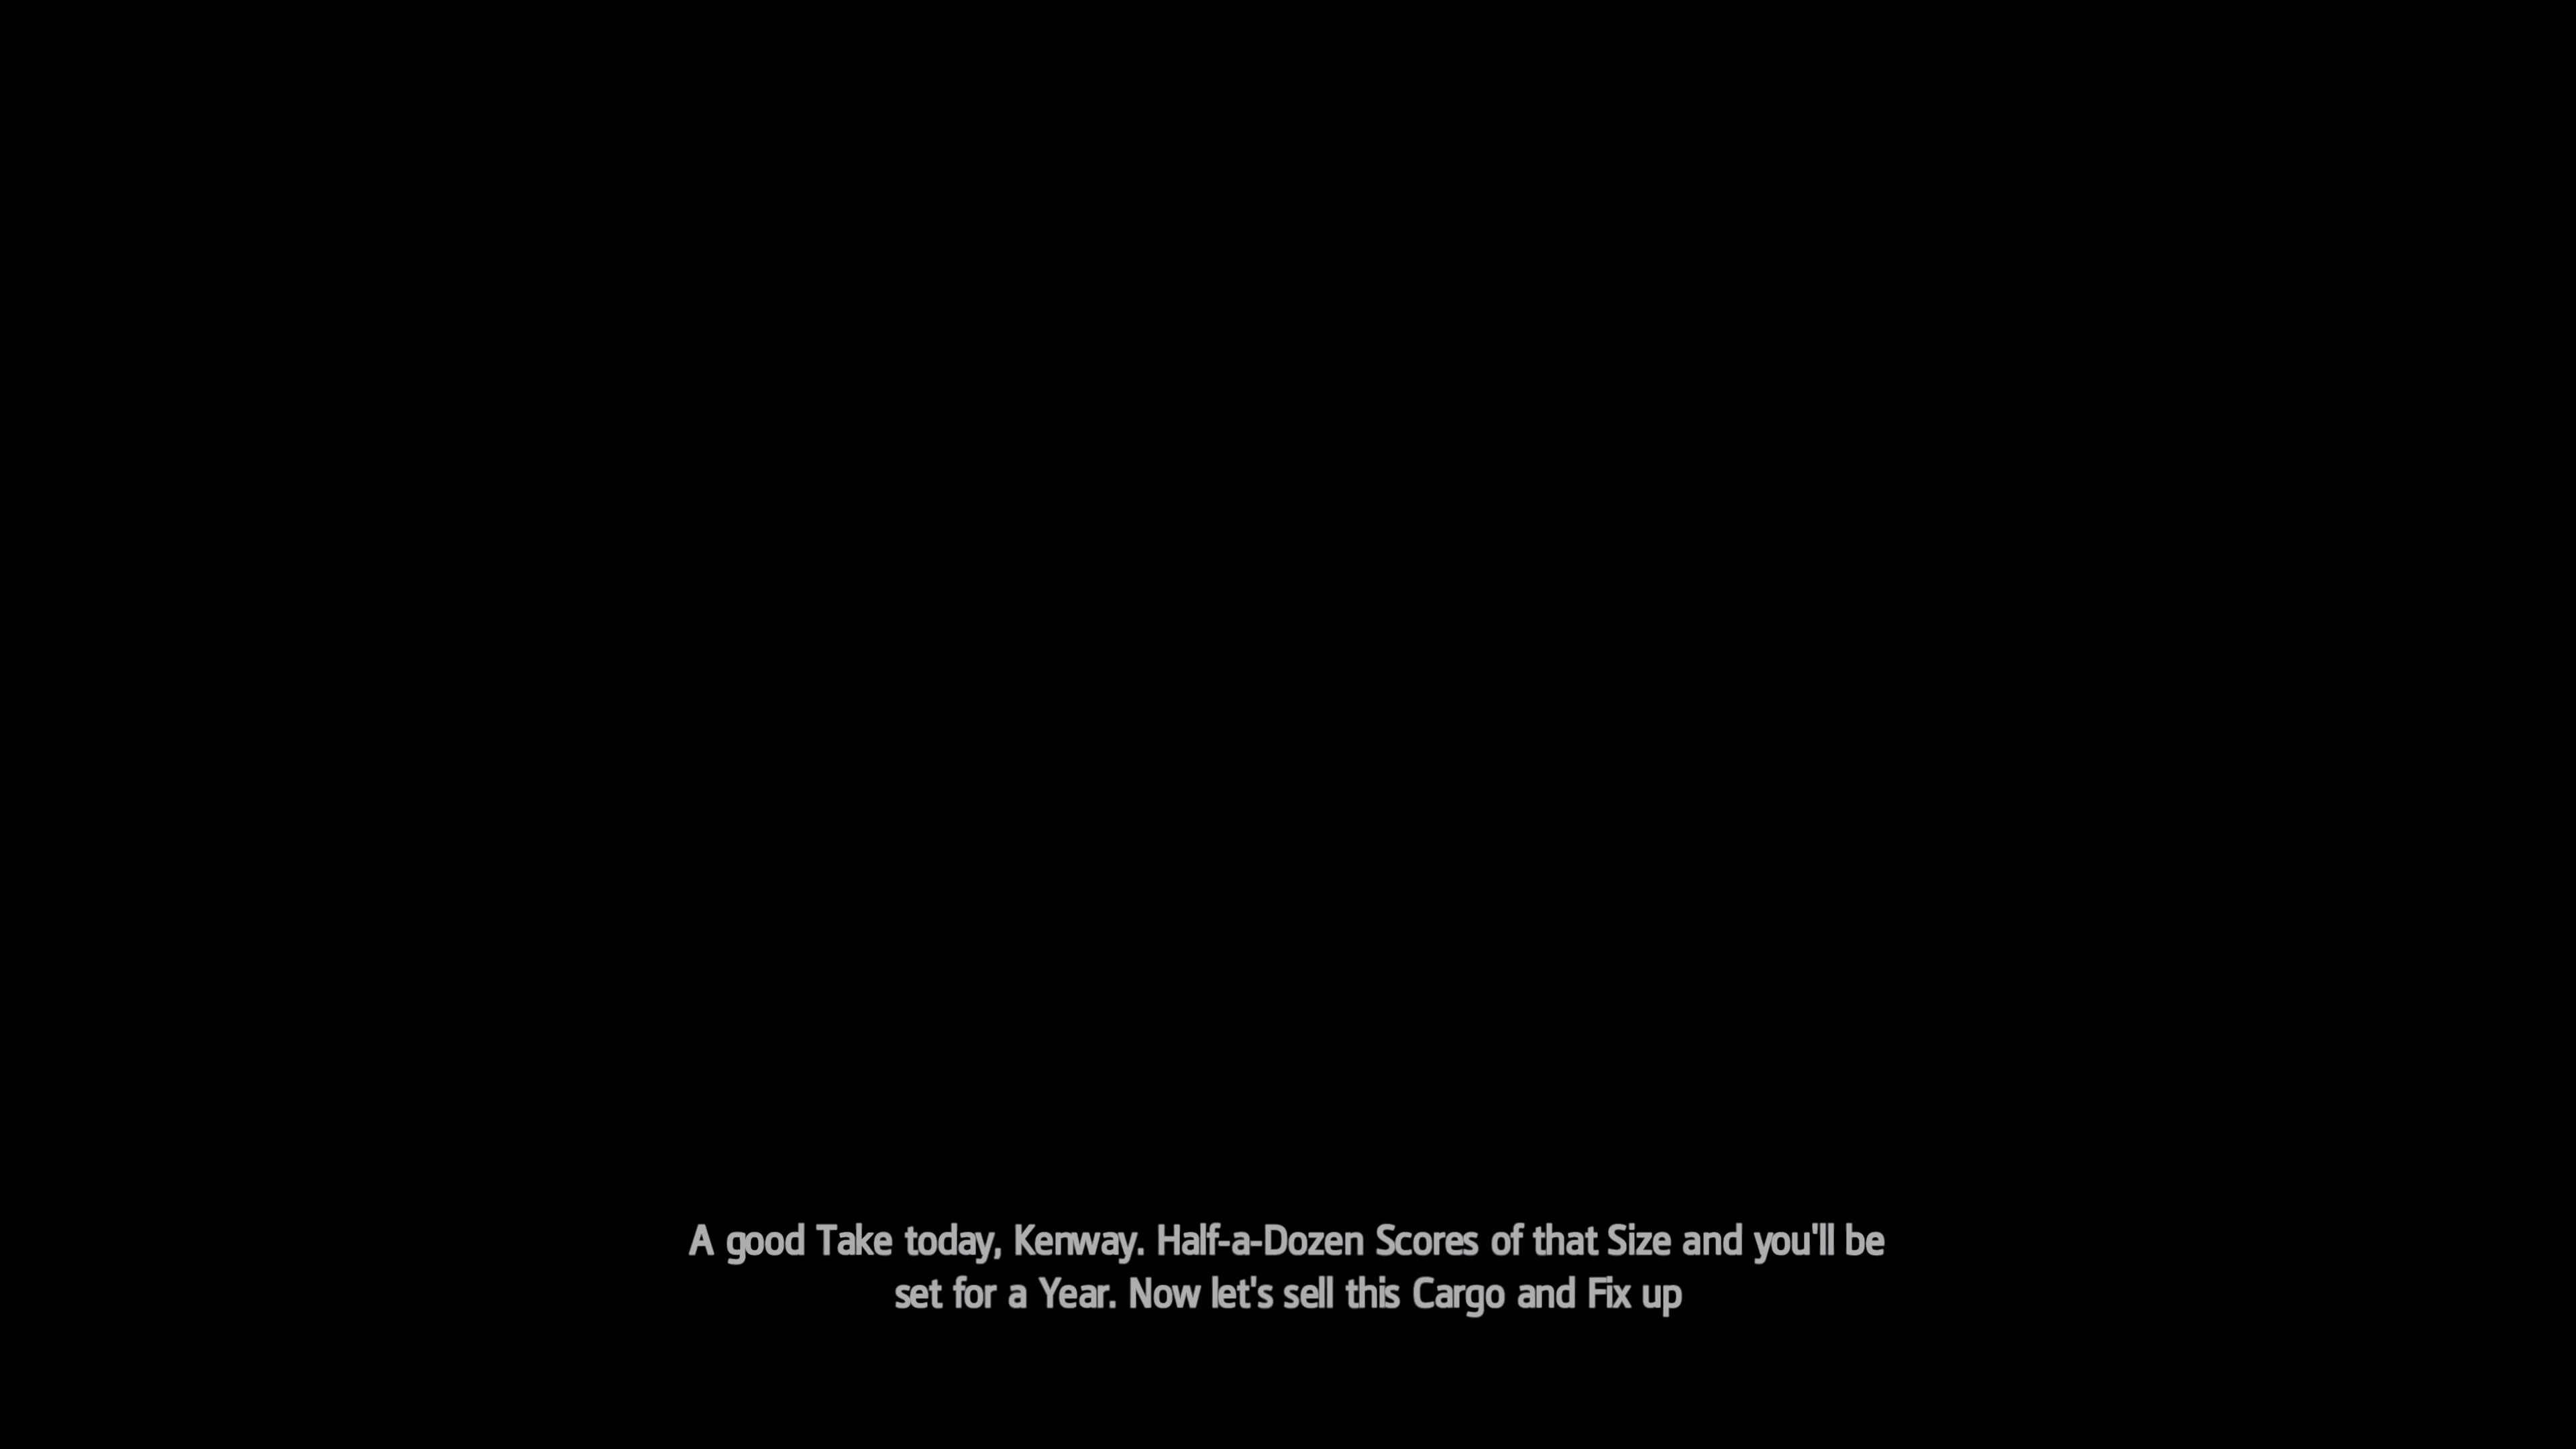 A good Take today, Kenway. Half-a-Dozen Scores of that Size and you'll be
set for a Year. Now let's sell this Cargo and Fix up